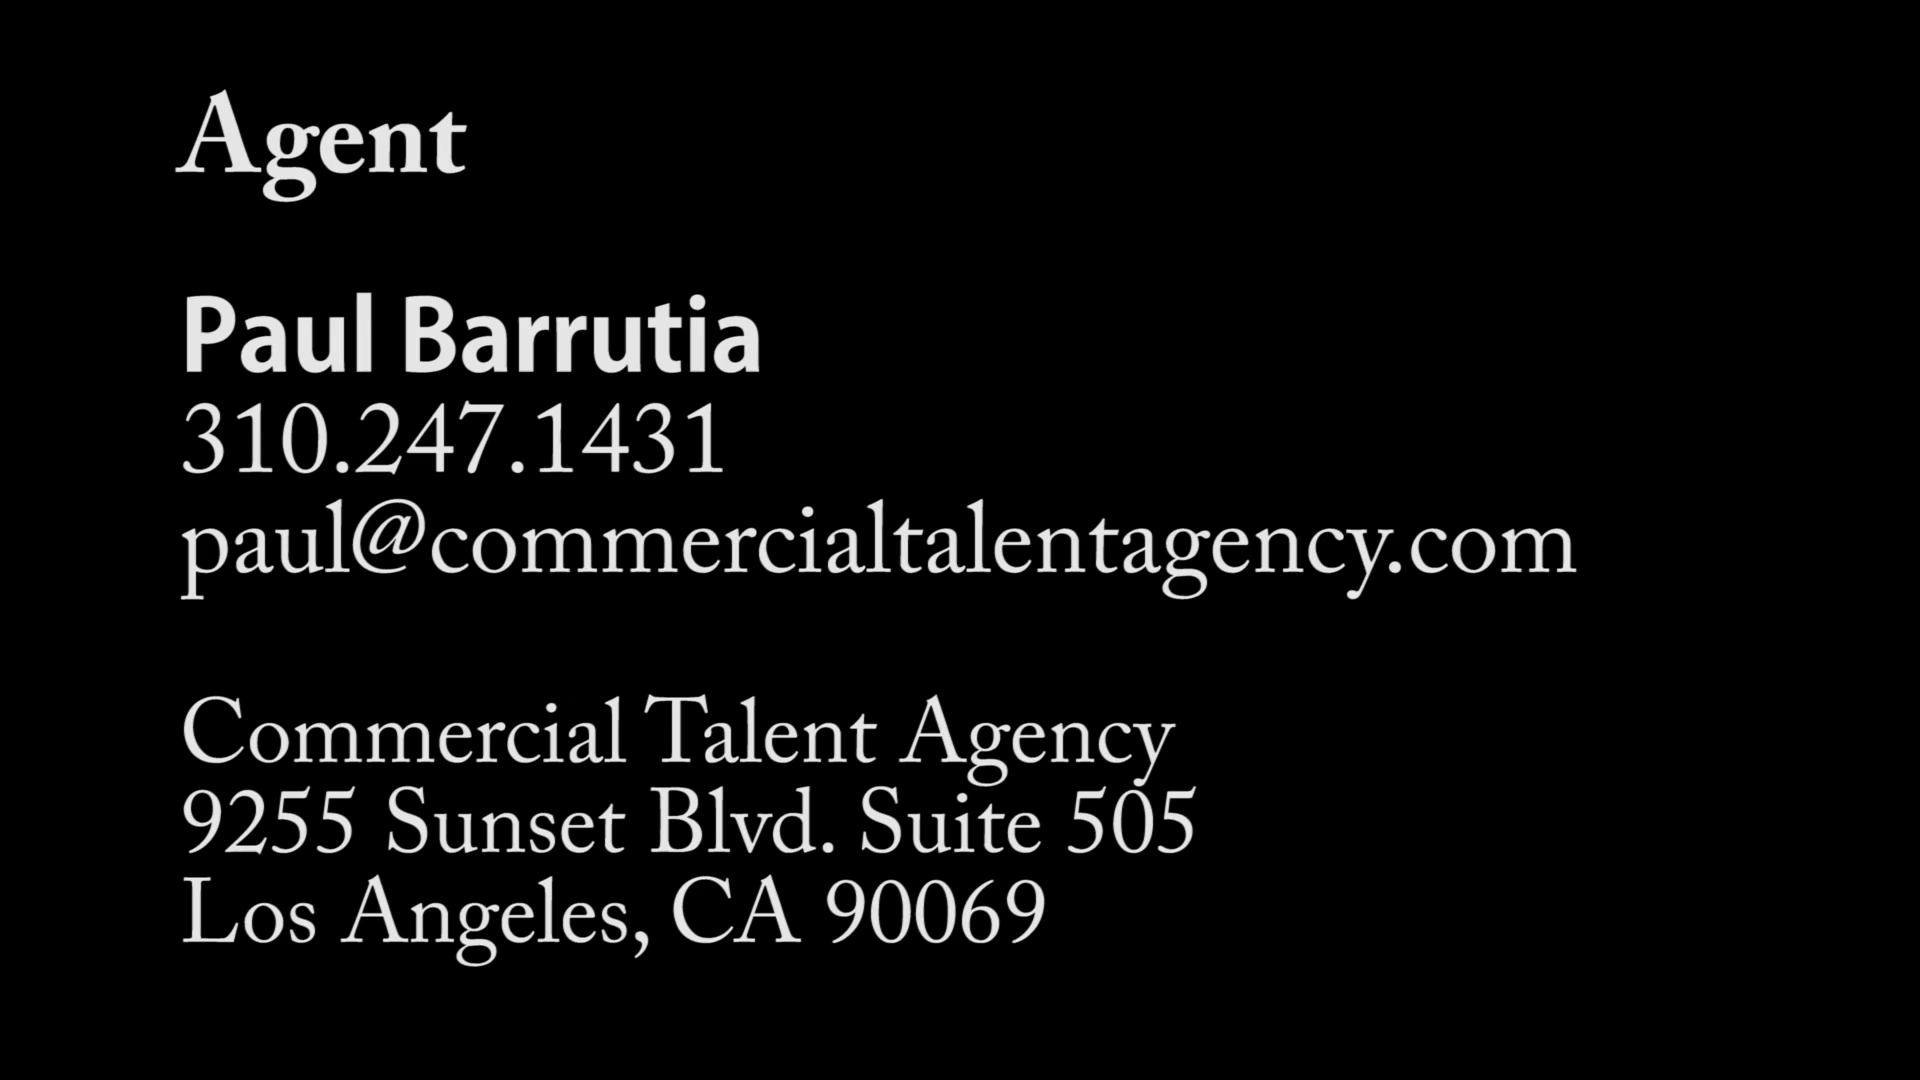 Agent
Paul Barrutia
310.247.1431
paul@commercialtalentagency.com
Commercial Talent Agency
9255 Sunset Blvd. Suite 505
Los Angeles, CA 90069